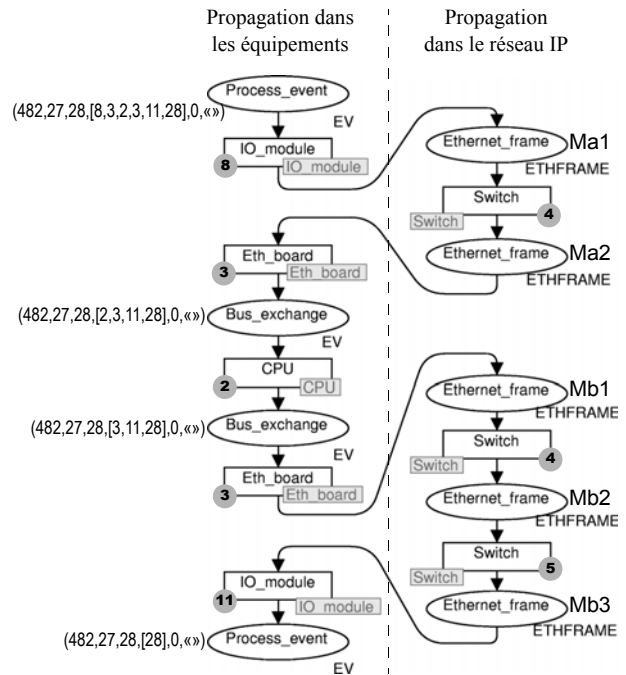 Propagation dans
les équipements
Propagation
dans le réseau IP
Process_event
(482,27,28,[8,3,2,3,11,28],0,«»)
EV
IO_module
IO_module
8
Ethernet_frame
Ma1
ETHFRAME
Switch
Switch
4
Ethernet_frame
Ma2
ETHFRAME
Eth_board
Eth_board
3
(482,27,28,[2,3,11,28],0,«»)
Bus_exchange
EV
CPU
CPU
2
(482,27,28,[3,11,28],0,«»)
Bus_exchange
EV
Eth_board
Eth_board
3
Ethernet_frame
Mb1
ETHFRAME
Switch
Switch
4
Ethernet_frame
Mb2
ETHFRAME
Switch
Switch
5
Ethernet_frame
Mb3
ETHFRAME
IO_module
IO_module
11
(482,27,28,[28],0,«»)
Process_event
EV